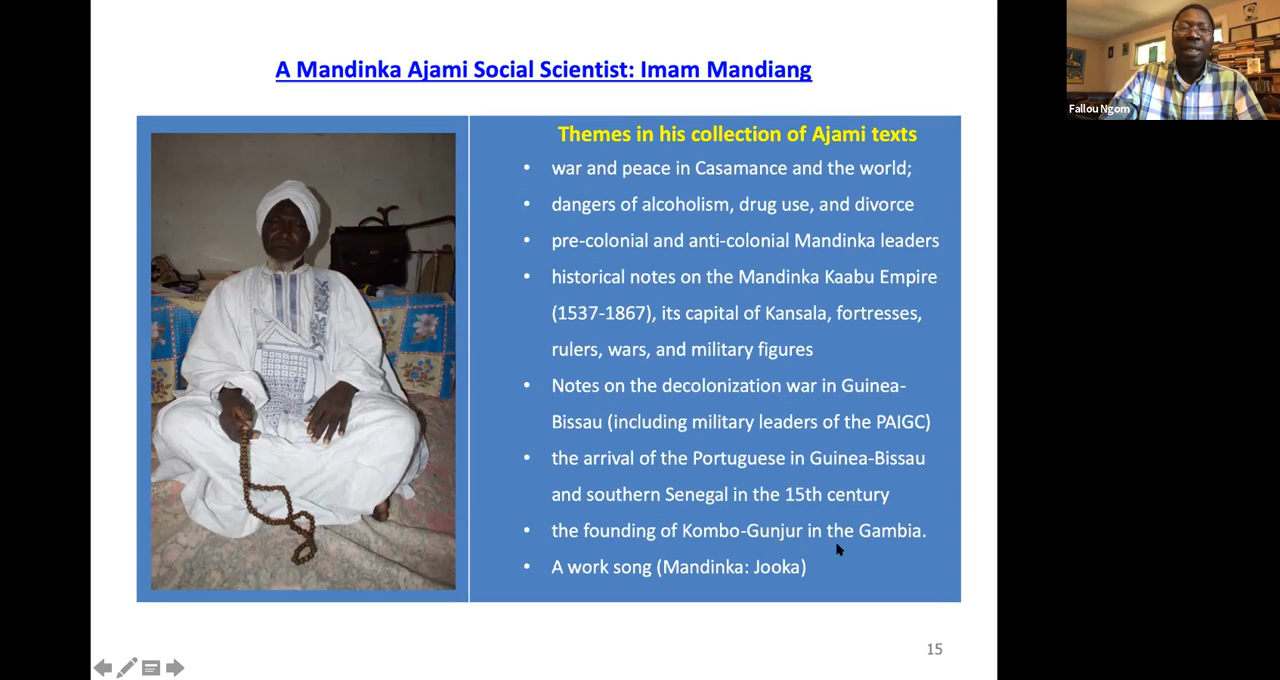 A Mandinka Ajami Social Scientist: Imam Mandiang
Fallou Ngom
Themes in his collection of Ajami texts
• war and peace in Casamance and the world;
• dangers of alcoholism, drug use, and divorce
• pre-colonial and anti-colonial Mandinka leaders
• historical notes on the Mandinka Kaabu Empire
(1537-1867), its capital of Kansala, fortresses,
rulers, wars, and military figures
• Notes on the decolonization war in Guinea-
Bissau (including military leaders of the PAIGC)
• the arrival of the Portuguese in Guinea-Bissau
and southern Senegal in the 15th century
• the founding of Kombo-Gunjur in the Gambia.
• A work song (Mandinka: Jooka)
15